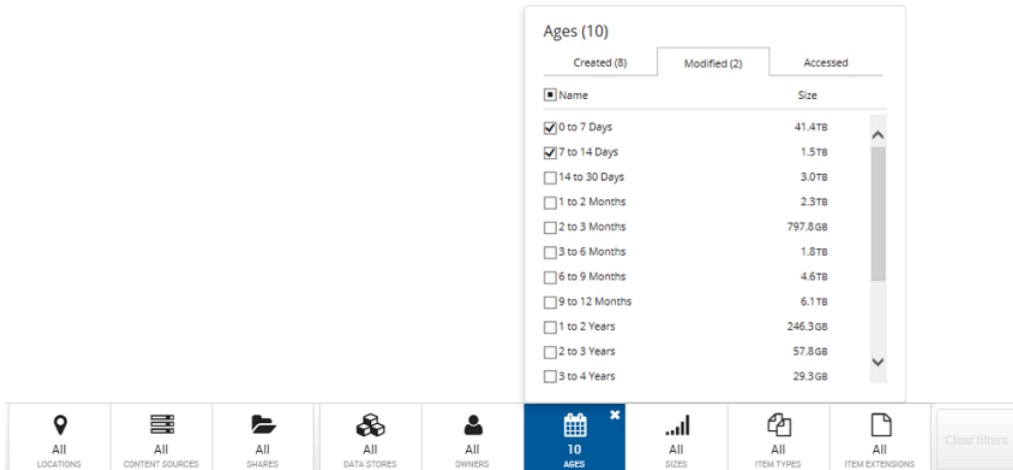 Ages (10)
Created (8) Modified (2) Accessed
Name Size
0 to 7 Days 41.4TB
7 to 14 Days 1.5TB
14 to 30 Days 3.0TB
1 to 2 Months 2.3TB
2 to 3 Months 797.8GB
3 to 6 Months 1.8TB
6 to 9 Months 4.6TB
9 to 12 Months 6.1TB
1 to 2 Years 246.3GB
2 to 3 Years 57.8GB
3 to 4 Years 29.3GB
All All All All All 10 All All All
LOCATIONS CONTENT SOURCES SHARES DATA STORES OWNERS AGES SIZES ITEM TYPES ITEM EXTENSIONS
Clear filters